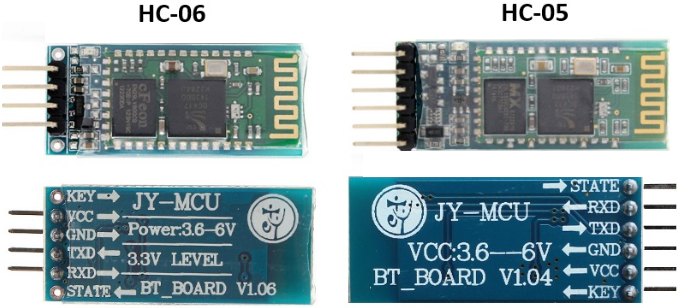 HC-06
HC-05
KEY
VCC
GND
TXD
RXD
STATE
JY-MCU
Power:3.6-6V
3.3V LEVEL
BT_BOARD V1.06
STATE
RXD
TXD
GND
VCC
KEY
JY-MCU
VCC:3.6--6V
BT_BOARD V1.04